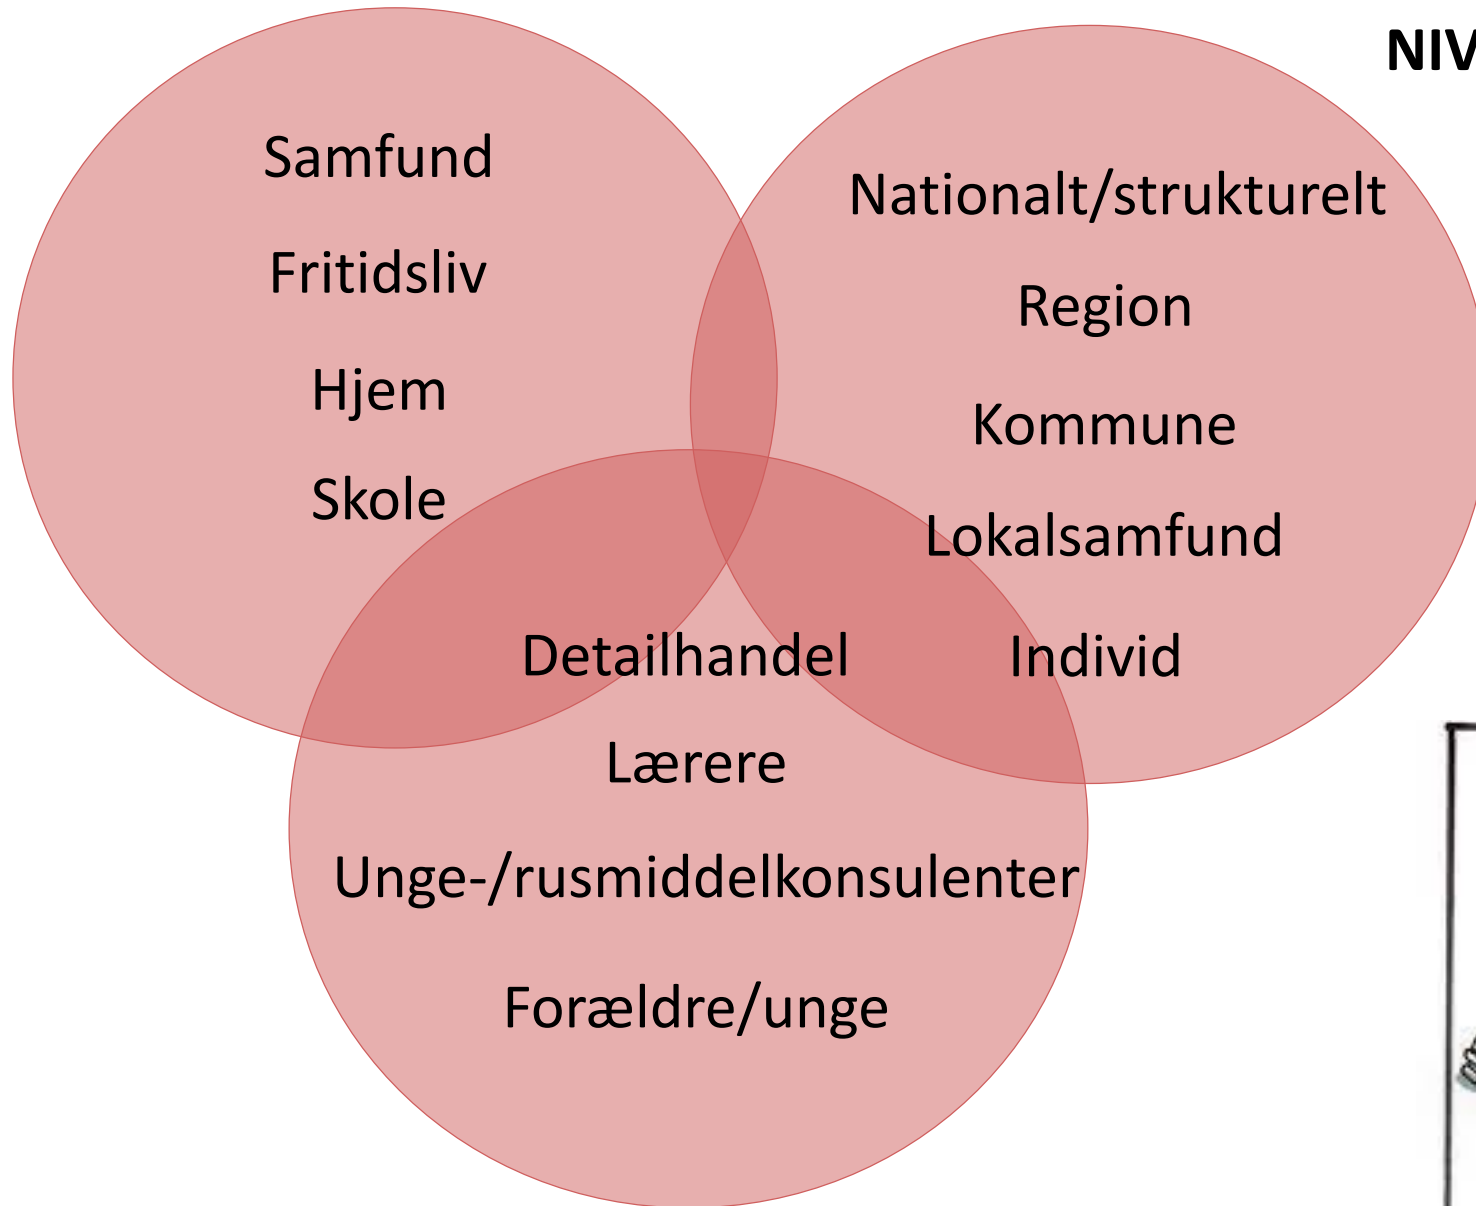 NIV
Samfund
Fritidsliv
Hjem
Skole
Nationalt/strukturelt
Region
Kommune
Lokalsamfund
Individ
Detailhandel
Lærere
Unge-/rusmiddelkonsulenter
Forældre/unge